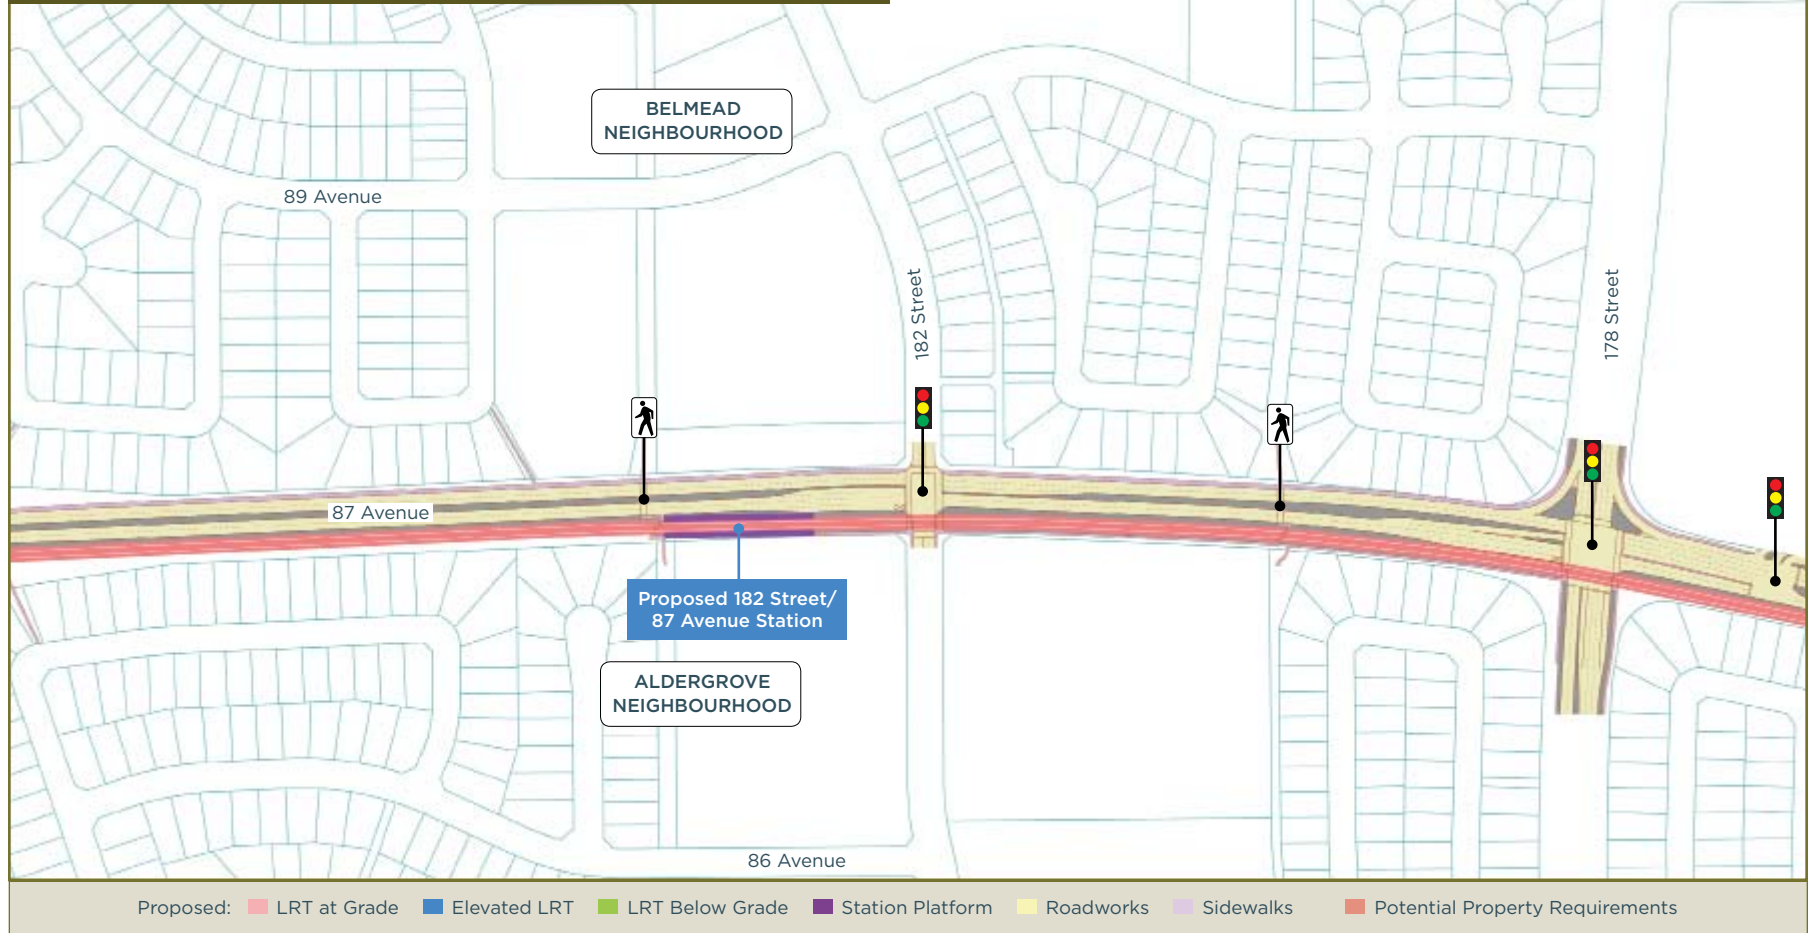 BELMEAD
NEIGHBOURHOOD
89 Avenue
182 Street
178 Street
87 Avenue
Proposed 182 Street/
87 Avenue Station
ALDERGROVE
NEIGHBOURHOOD
86 Avenue
Proposed: LRT at Grade Elevated LRT LRT Below Grade Station Platform Roadworks Sidewalks Potential Property Requirements